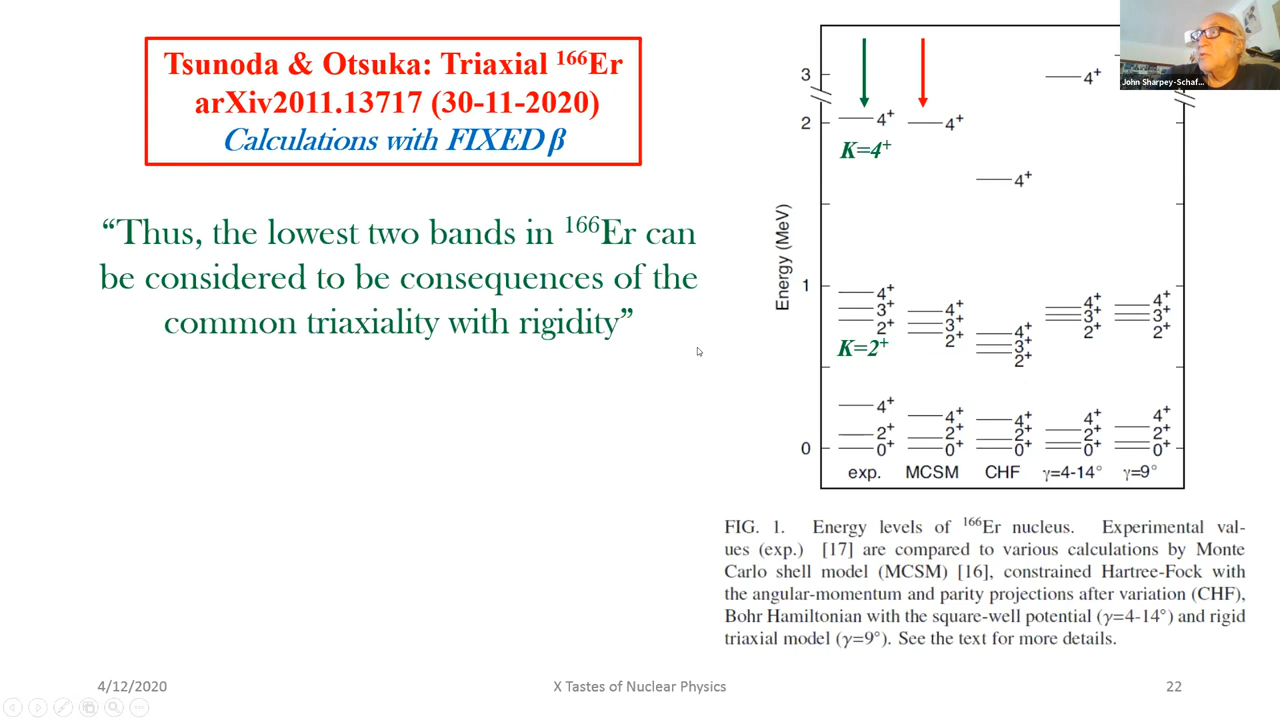 Tsunoda & Otsuka: Triaxial ¹⁶⁶Er
arXiv2011.13717 (30-11-2020)
Calculations with FIXED β
“Thus, the lowest two bands in ¹⁶⁶Er can
be considered to be consequences of the
common triaxiality with rigidity”
John Sharpey-Schaf...
Energy (MeV)
3
2
1
0
4⁺
K=4⁺
4⁺
3⁺
2⁺
K=2⁺
4⁺
2⁺
0⁺
exp.
4⁺
4⁺
3⁺
2⁺
4⁺
2⁺
0⁺
MCSM
4⁺
4⁺
3⁺
2⁺
4⁺
2⁺
0⁺
CHF
4⁺
4⁺
3⁺
2⁺
4⁺
2⁺
0⁺
γ=4-14°
4⁺
3⁺
2⁺
4⁺
2⁺
0⁺
γ=9°
FIG. 1. Energy levels of ¹⁶⁶Er nucleus. Experimental val-
ues (exp.) [17] are compared to various calculations by Monte
Carlo shell model (MCSM) [16], constrained Hartree-Fock with
the angular-momentum and parity projections after variation (CHF),
Bohr Hamiltonian with the square-well potential (γ=4-14°) and rigid
triaxial model (γ=9°). See the text for more details.
4/12/2020
X Tastes of Nuclear Physics
22